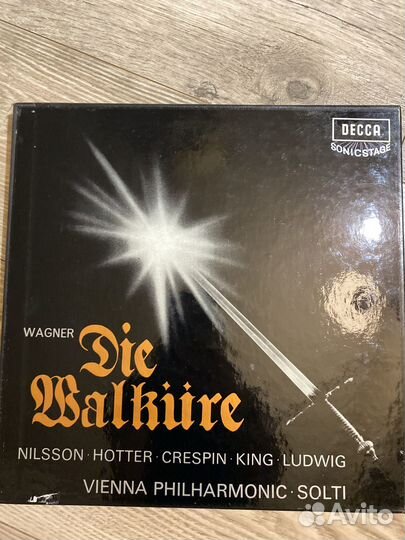 DECCA
SONICSTAGE
WAGNER
Die
Walküre
NILSSON · HOTTER · CRESPIN · KING · LUDWIG
VIENNA PHILHARMONIC · SOLTI
Avito